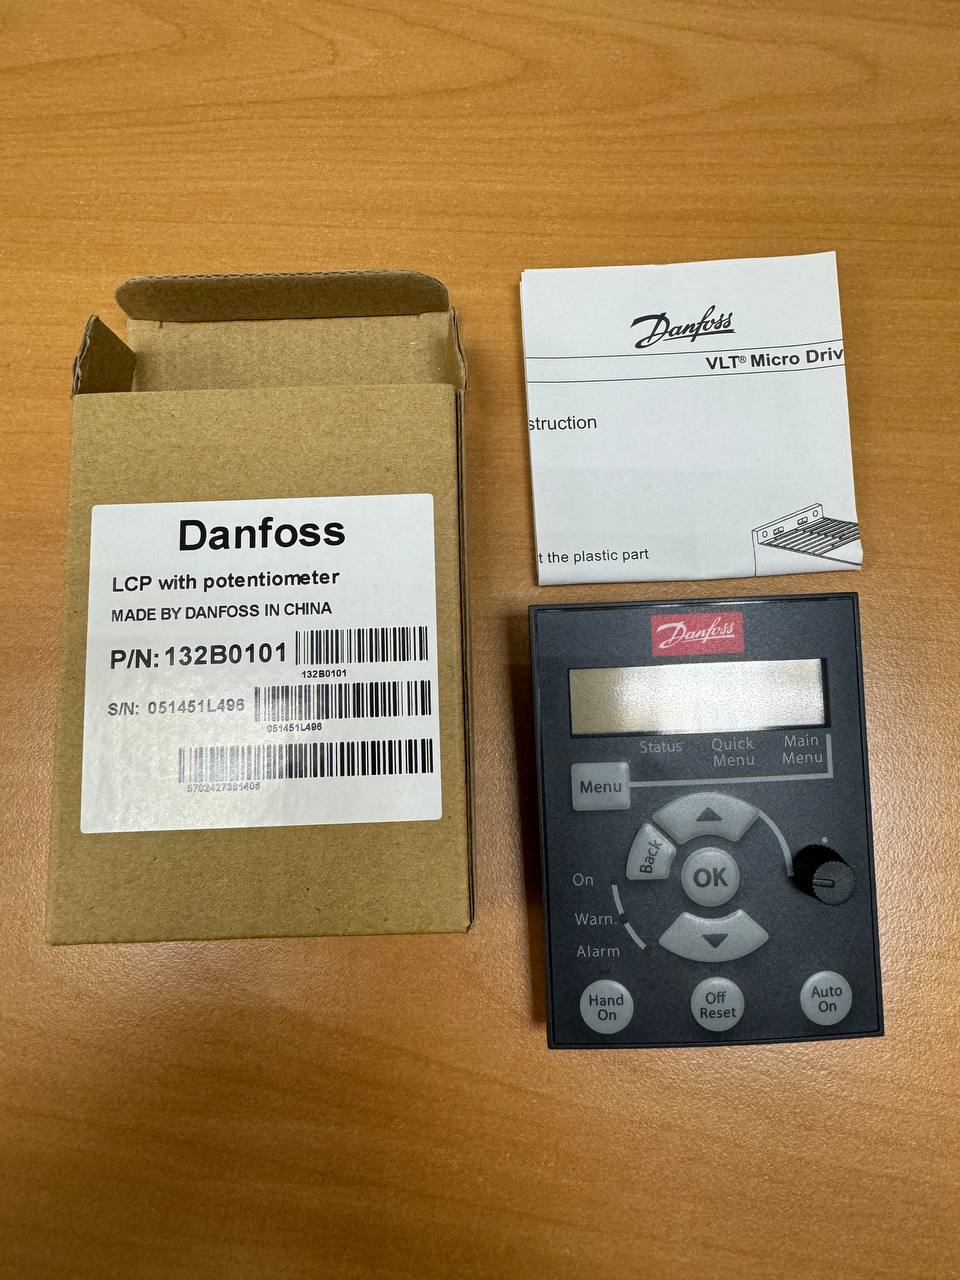 Danfoss
LCP with potentiometer
MADE BY DANFOSS IN CHINA
P/N: 132B0101
132B0101
S/N: 051451L496
051451L496
Danfoss
VLT® Micro Driv
struction
t the plastic part
Danfoss
Status Quick Menu Main Menu
Menu
Back
OK
On
Warn.
Alarm
Hand On
Off Reset
Auto On